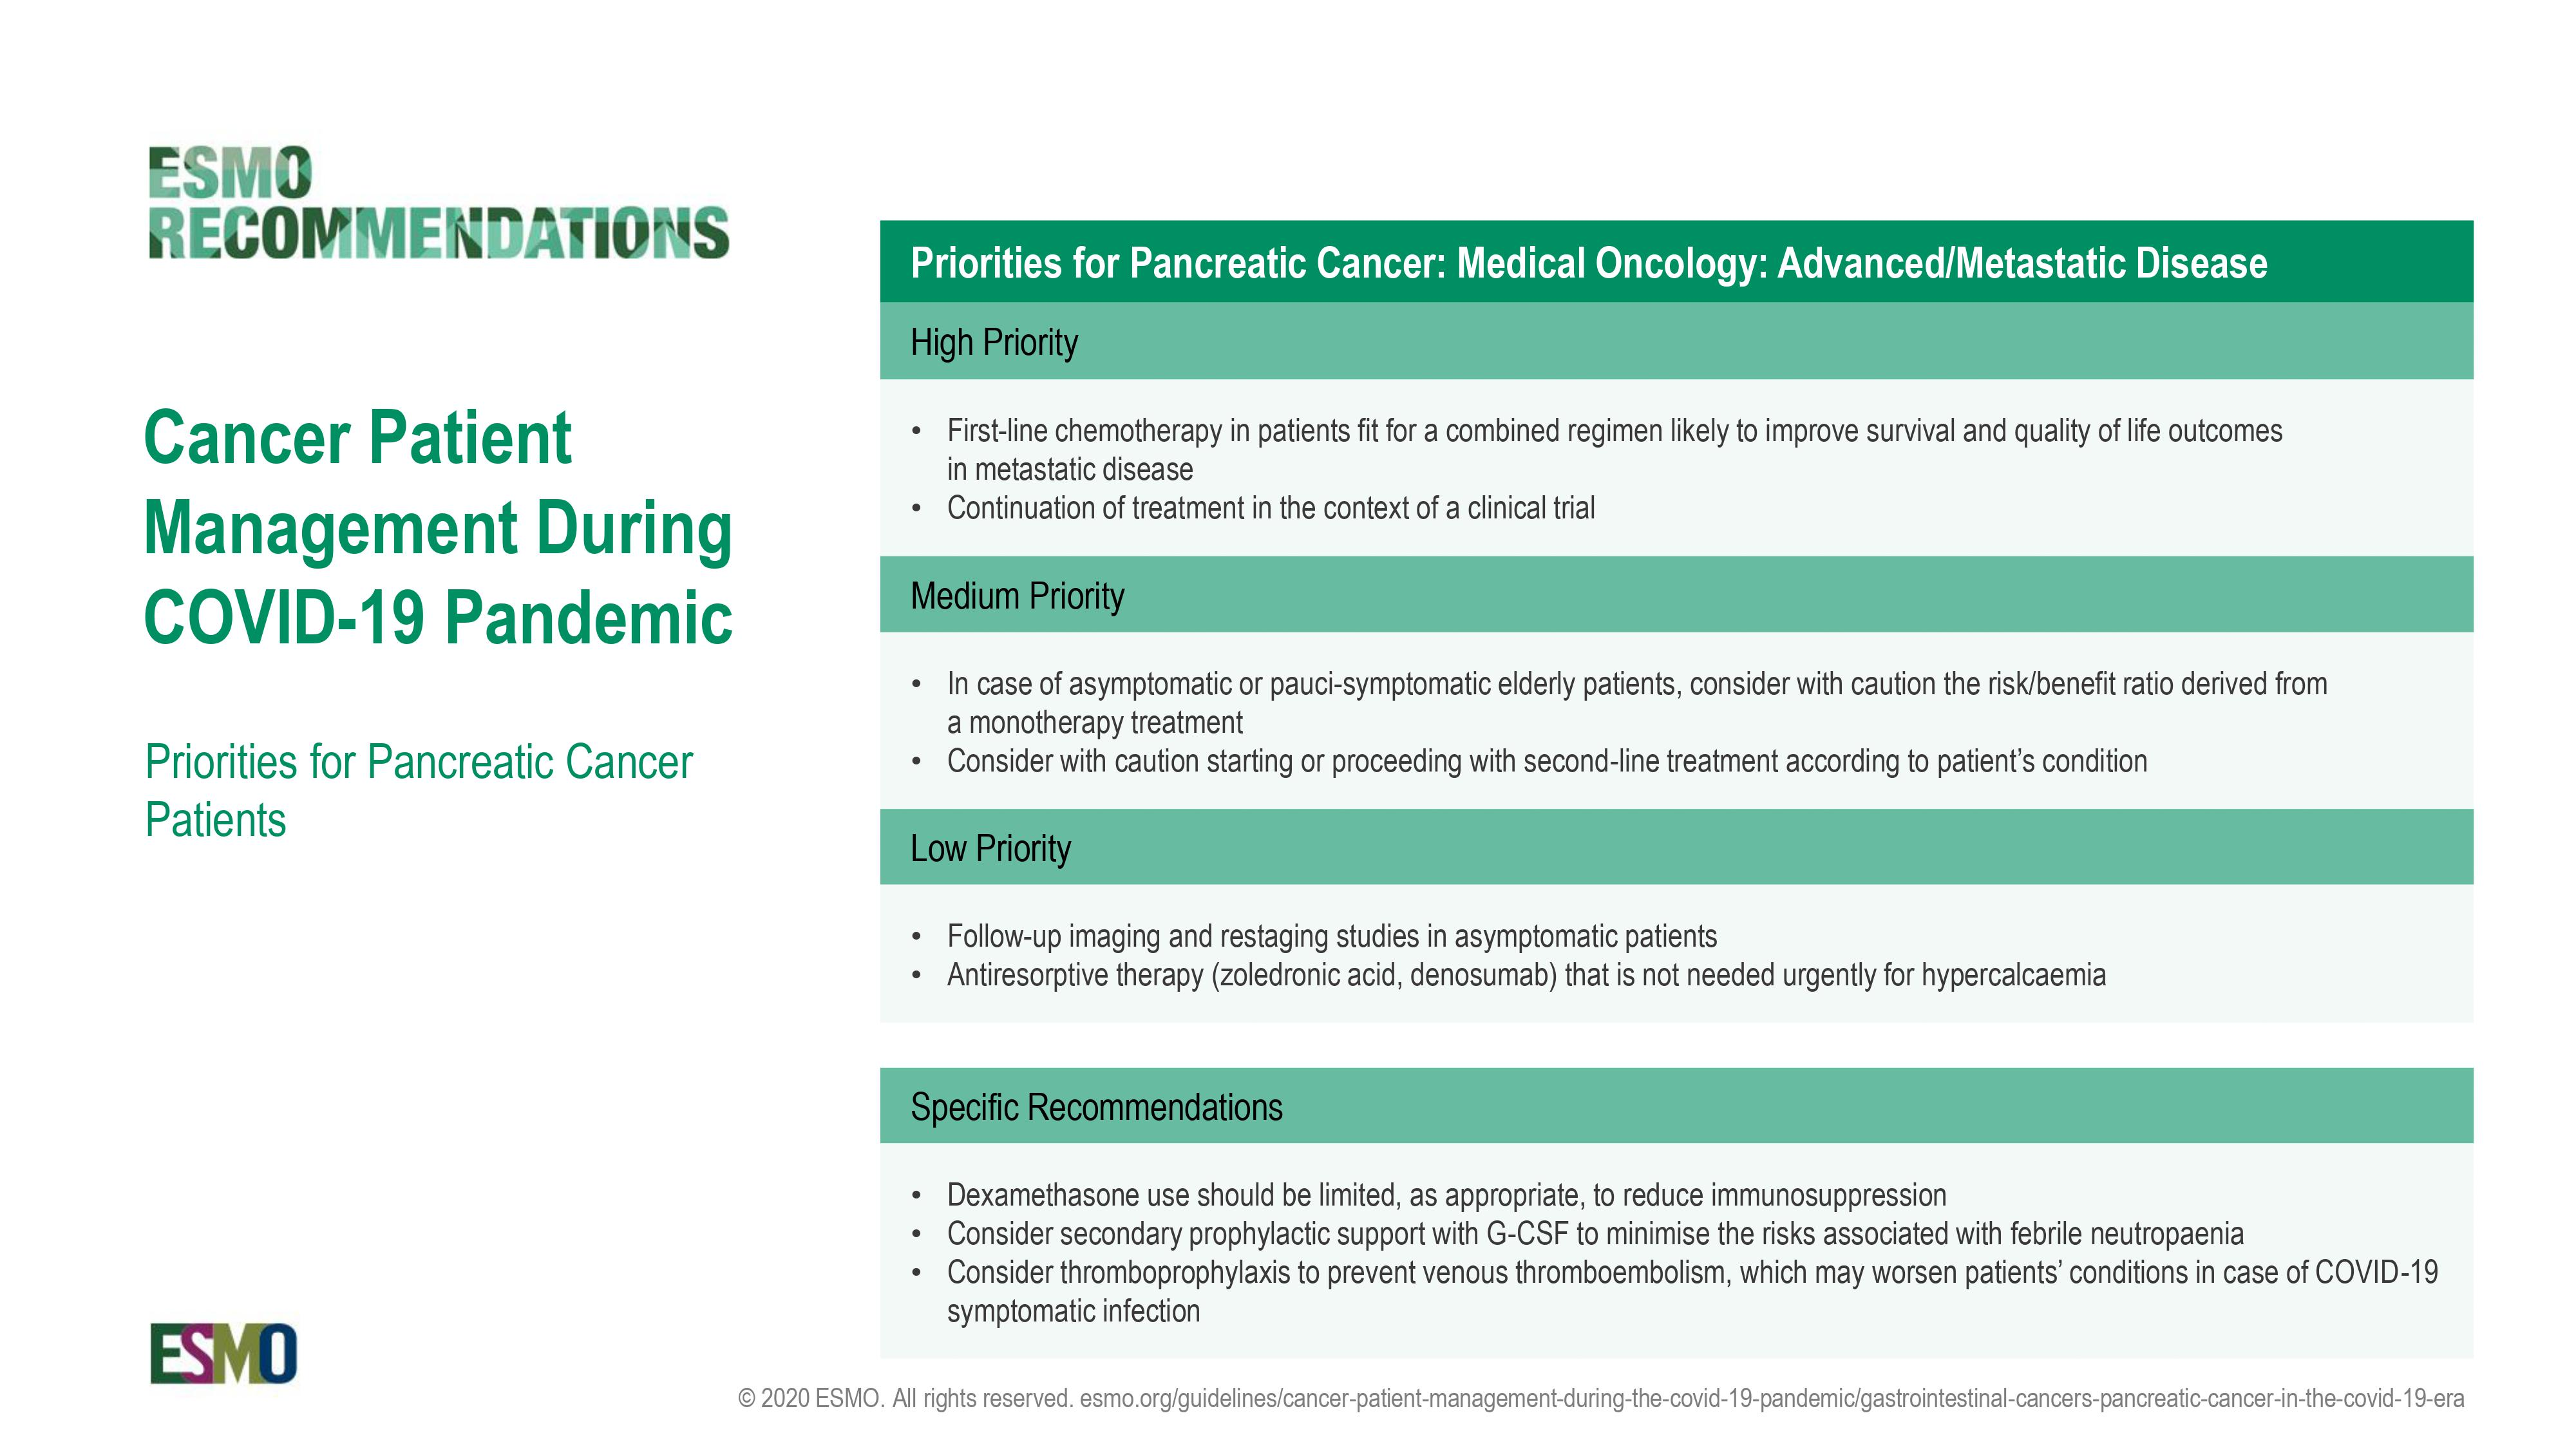 ESMO
RECOMMENDATIONS
Cancer Patient
Management During
COVID-19 Pandemic
Priorities for Pancreatic Cancer
Patients
Priorities for Pancreatic Cancer: Medical Oncology: Advanced/Metastatic Disease
High Priority
• First-line chemotherapy in patients fit for a combined regimen likely to improve survival and quality of life outcomes
in metastatic disease
• Continuation of treatment in the context of a clinical trial
Medium Priority
• In case of asymptomatic or pauci-symptomatic elderly patients, consider with caution the risk/benefit ratio derived from
a monotherapy treatment
• Consider with caution starting or proceeding with second-line treatment according to patient’s condition
Low Priority
• Follow-up imaging and restaging studies in asymptomatic patients
• Antiresorptive therapy (zoledronic acid, denosumab) that is not needed urgently for hypercalcaemia
Specific Recommendations
• Dexamethasone use should be limited, as appropriate, to reduce immunosuppression
• Consider secondary prophylactic support with G-CSF to minimise the risks associated with febrile neutropaenia
• Consider thromboprophylaxis to prevent venous thromboembolism, which may worsen patients’ conditions in case of COVID-19
symptomatic infection
ESMO
© 2020 ESMO. All rights reserved. esmo.org/guidelines/cancer-patient-management-during-the-covid-19-pandemic/gastrointestinal-cancers-pancreatic-cancer-in-the-covid-19-era